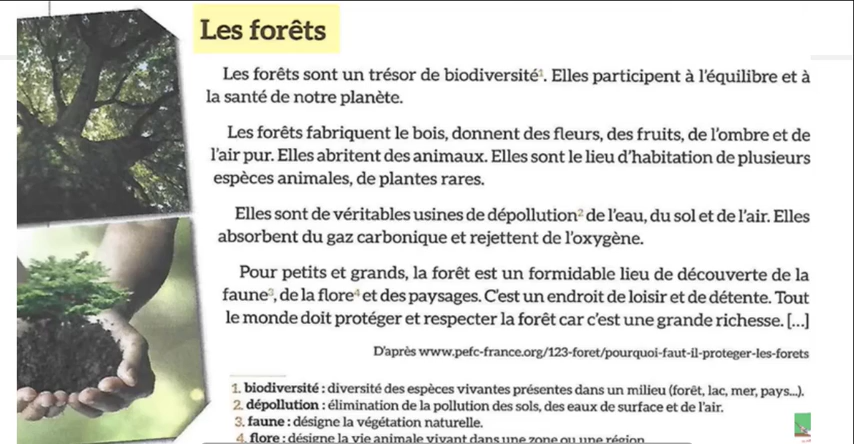 Les forêts
Les forêts sont un trésor de biodiversité¹. Elles participent à l'équilibre et à
la santé de notre planète.
Les forêts fabriquent le bois, donnent des fleurs, des fruits, de l'ombre et de
l'air pur. Elles abritent des animaux. Elles sont le lieu d'habitation de plusieurs
espèces animales, de plantes rares.
Elles sont de véritables usines de dépollution² de l'eau, du sol et de l'air. Elles
absorbent du gaz carbonique et rejettent de l'oxygène.
Pour petits et grands, la forêt est un formidable lieu de découverte de la
faune³, de la flore⁴ et des paysages. C'est un endroit de loisir et de détente. Tout
le monde doit protéger et respecter la forêt car c'est une grande richesse. [...]
D'après www.pefc-france.org/123-foret/pourquoi-faut-il-proteger-les-forets
1. biodiversité : diversité des espèces vivantes présentes dans un milieu (forêt, lac, mer, pays...).
2. dépollution : élimination de la pollution des sols, des eaux de surface et de l'air.
3. faune : désigne la végétation naturelle.
4. flore : désigne la vie animale vivant dans une zone ou une région